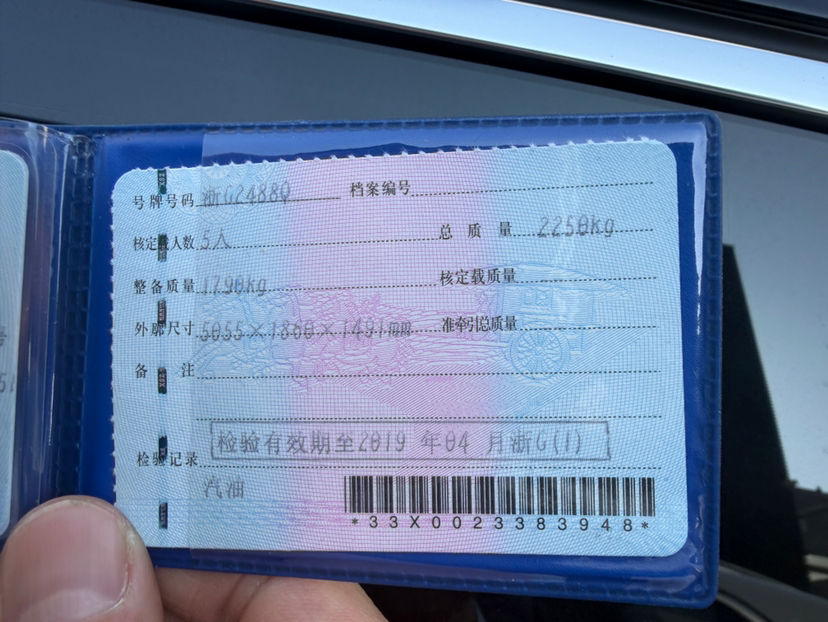 号牌号码 浙G2488Q 档案编号
核定载人数 5人 总质量 2250kg
整备质量 1790kg 核定载质量
外廓尺寸 5055×1860×1491mm 准牵引总质量
备注
检验有效期至2019 年04 月浙G(1)
检验记录
汽油
*33X0023383948*